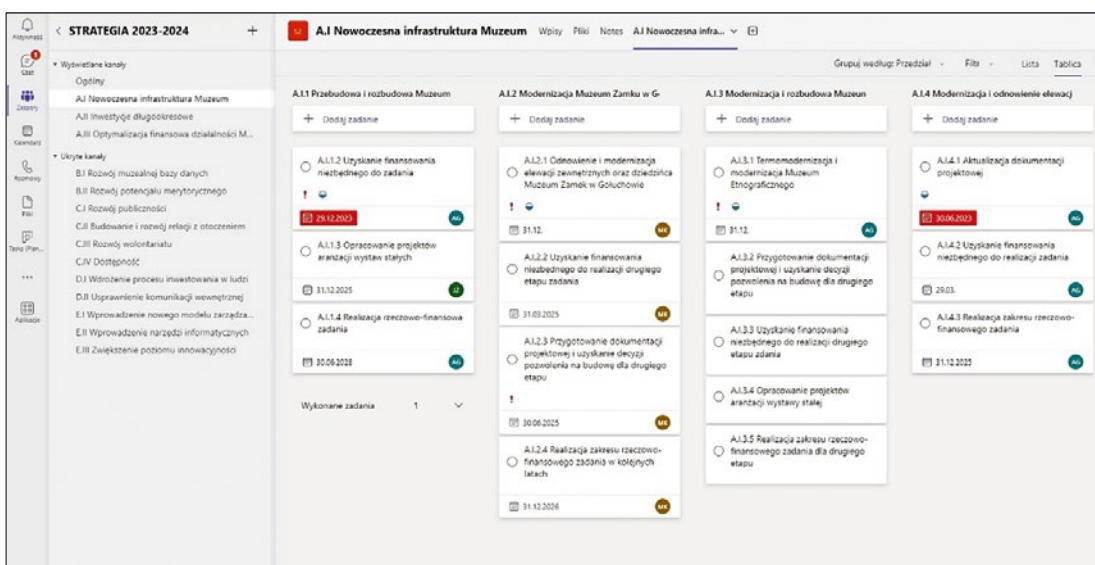 Aktywność
Czat
Zespoły
Kalendarz
Rozmowy
Pliki
Tasks (Plan...
Aplikacje
STRATEGIA 2023-2024
Wyświetlane kanały
Ogólny
A.I Nowoczesna infrastruktura Muzeum
A.II Inwestycje długookresowe
A.III Optymalizacja finansowa działalności M...
Ukryte kanały
B.I Rozwój muzealnej bazy danych
B.II Rozwój potencjału merytorycznego
C.I Rozwój publiczności
C.II Budowanie i rozwój relacji z otoczeniem
C.III Rozwój wolontariatu
C.IV Dostępność
D.I Wdrożenie procesu inwestowania w ludzi
D.II Usprawnienie komunikacji wewnętrznej
E.I Wprowadzenie nowego modelu zarządza...
E.II Wprowadzenie narzędzi informatycznych
E.III Zwiększenie poziomu innowacyjności
A.I Nowoczesna infrastruktura Muzeum Wpisy Pliki Notes A.I Nowoczesna infra...
Grupuj według: Przedział Filtr Lista Tablica
A.I.1 Przebudowa i rozbudowa Muzeum
Dodaj zadanie
A.I.1.2 Uzyskanie finansowania
niezbędnego do zadania
29.12.2023 AG
A.I.1.3 Opracowanie projektów
aranżacji wystaw stałych
31.12.2025
A.I.1.4 Realizacja rzeczowo-finansowa
zadania
30.06.2028 AG
Wykonane zadania 1
A.I.2 Modernizacja Muzeum Zamku w G
Dodaj zadanie
A.I.2.1 Odnowienie i modernizacja
elewacji zewnętrznych oraz dziedzińca
Muzeum Zamek w Gołuchowie
31.12. MK
A.I.2.2 Uzyskanie finansowania
niezbędnego do realizacji drugiego
etapu zadania
31.03.2025 MK
A.I.2.3 Przygotowanie dokumentacji
projektowej i uzyskanie decyzji
pozwolenia na budowę dla drugiego
etapu
30.06.2025 MK
A.I.2.4 Realizacja zakresu rzeczowo-
finansowego zadania w kolejnych
latach
31.12.2026 MK
A.I.3 Modernizacja i rozbudowa Muzeun
Dodaj zadanie
A.I.3.1 Termomodernizacja i
modernizacja Muzeum
Etnograficznego
31.12. AG
A.I.3.2 Przygotowanie dokumentacji
projektowej i uzyskanie decyzji
pozwolenia na budowę dla drugiego
etapu
A.I.3.3 Uzyskanie finansowania
niezbędnego do realizacji drugiego
etapu zdania
A.I.3.4 Opracowanie projektów
aranżacji wystawy stałej
A.I.3.5 Realizacja zakresu rzeczowo-
finansowego zadania dla drugiego
etapu
A.I.4 Modernizacja i odnowienie elewacj
Dodaj zadanie
A.I.4.1 Aktualizacja dokumentacji
projektowej
30.06.2023 AG
A.I.4.2 Uzyskanie finansowania
niezbędnego do realizacji zadania
29.03. AG
A.I.4.3 Realizacja zakresu rzeczowo-
finansowego zadania
31.12.2025 AG